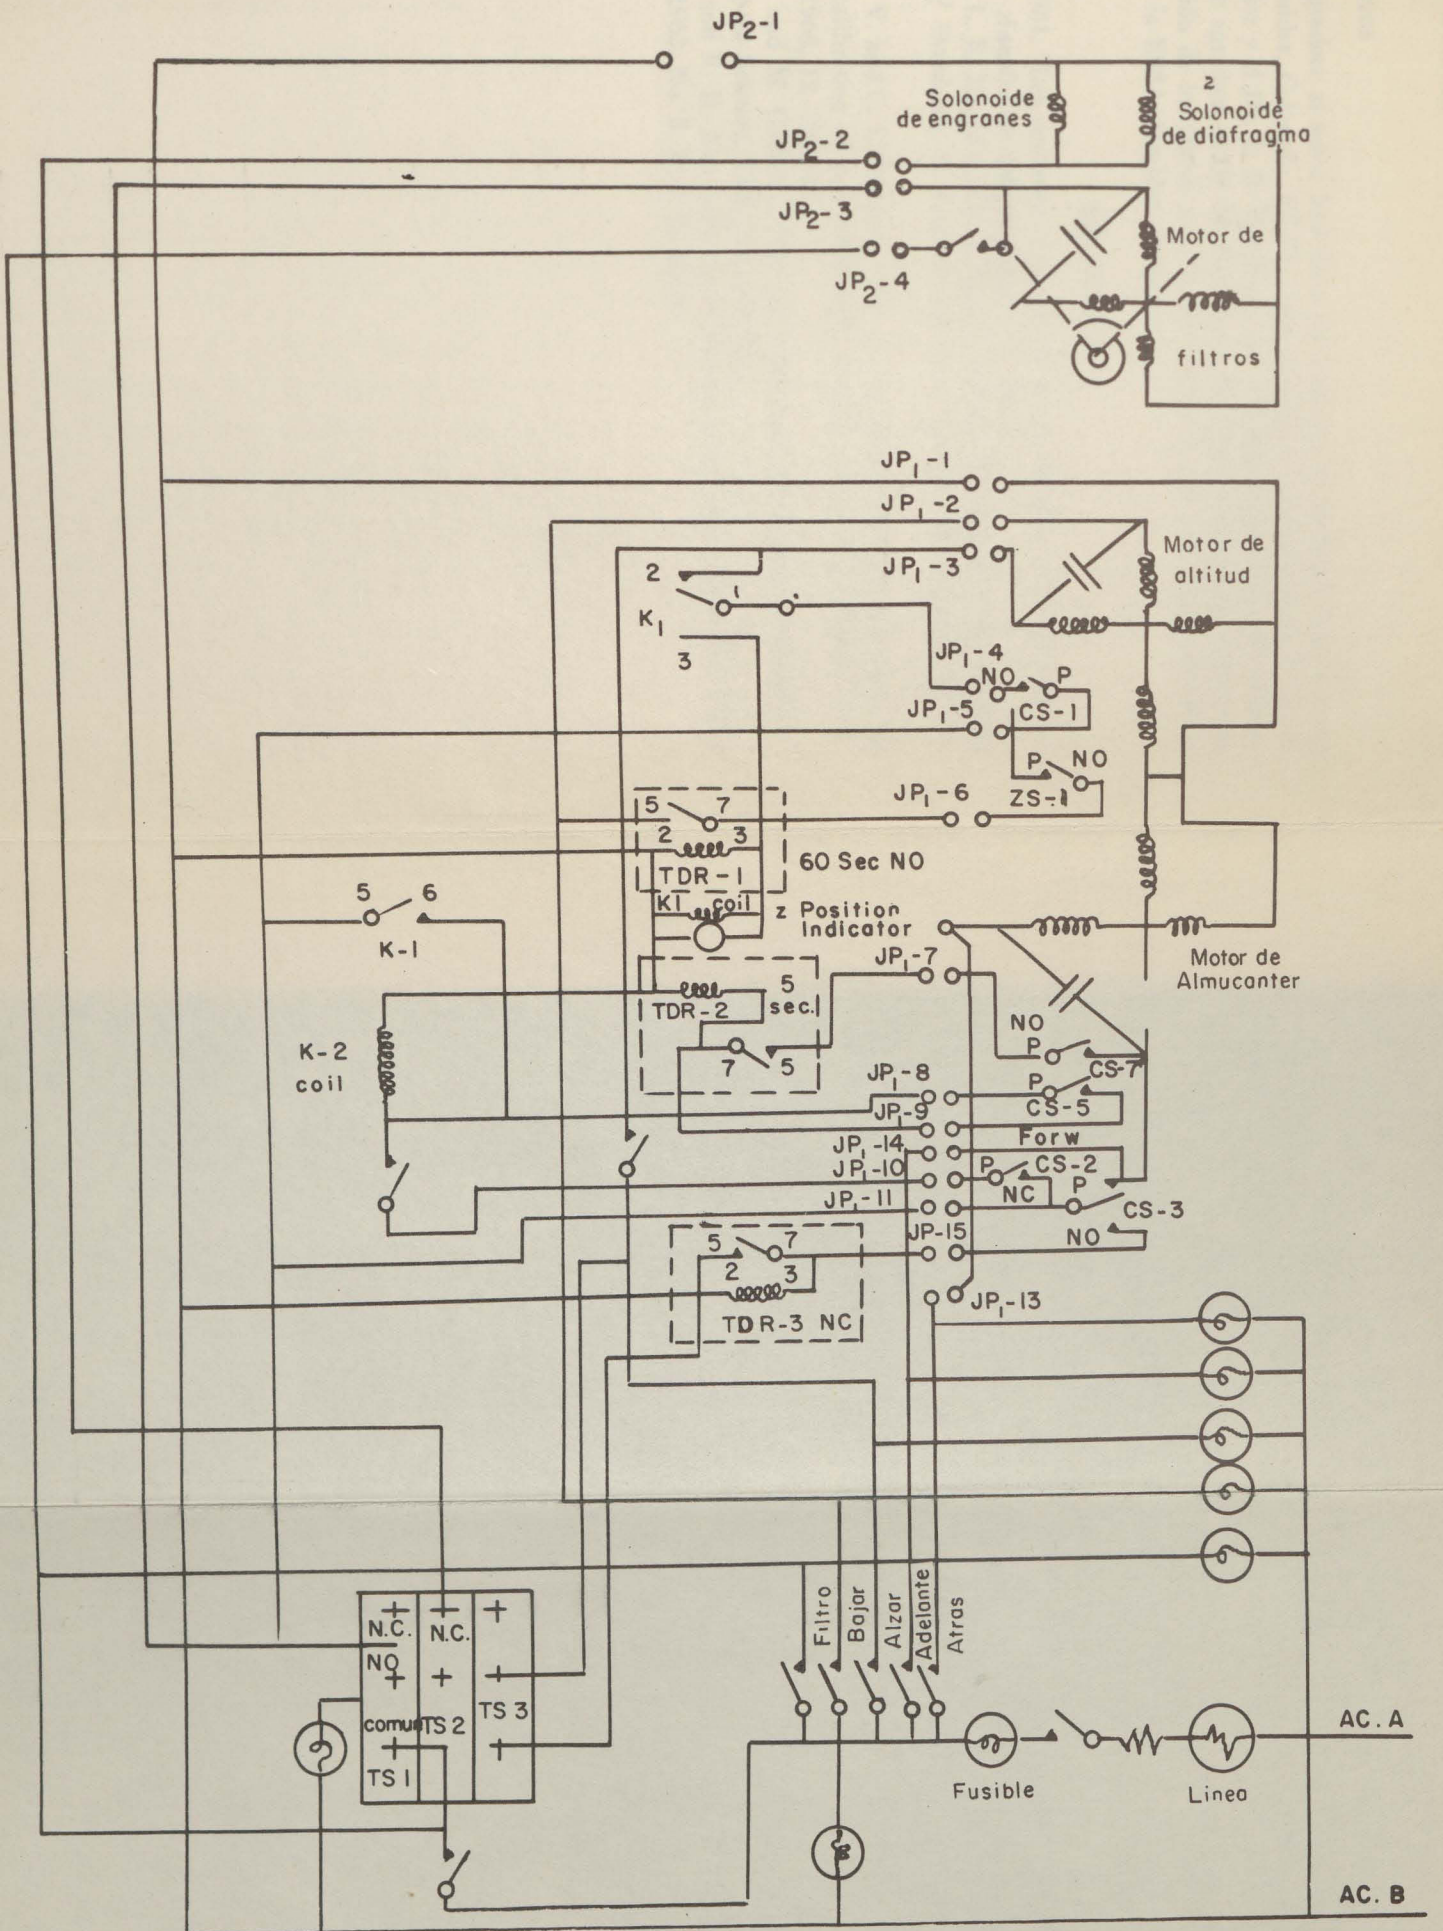 JP2-1
Solonoide
de engranes
2
Solonoide
de diafragma
JP2-2
JP2-3
JP2-4
Motor de
filtros
JP1-1
JP1-2
JP1-3
Motor de
altitud
2
1
K1
3
JP1-4
NO
P
CS-1
JP1-5
P
NO
ZS-1
JP1-6
5
7
2
3
TDR-1
60 Sec NO
5
6
K-1
K1 coil
z Position
Indicator
JP1-7
Motor de
Almucanter
TDR-2
5
sec.
7
5
K-2
coil
NO
P
CS-7
JP1-8
P
CS-5
JP1-9
JP1-14
Forw
JP1-10
P
CS-2
NC
P
JP1-11
CS-3
NO
JP-15
5
7
2
3
TDR-3 NC
JP1-13
Filtro
Bajar
Alzar
Adelante
Atras
N.C.
N.C.
NO
comun
TS 2
TS 3
TS 1
Fusible
Linea
AC. A
AC. B